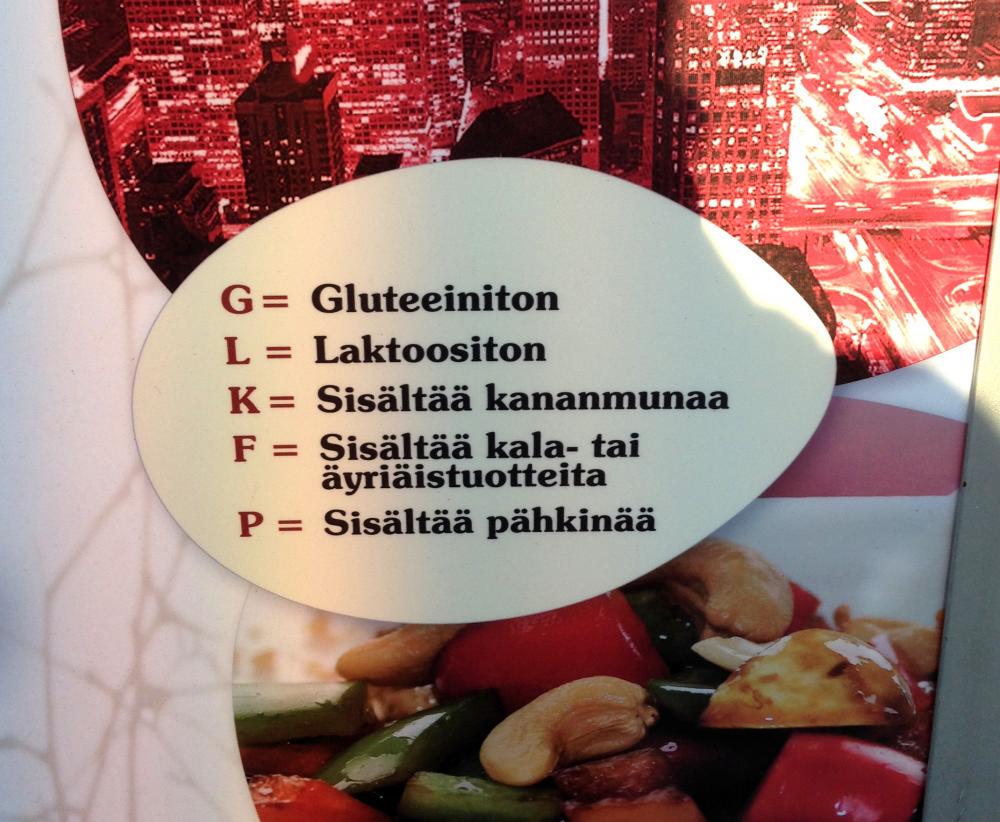 G = Gluteeiniton
L = Laktoositon
K = Sisältää kananmunaa
F = Sisältää kala- tai
äyriäistuotteita
P = Sisältää pähkinää